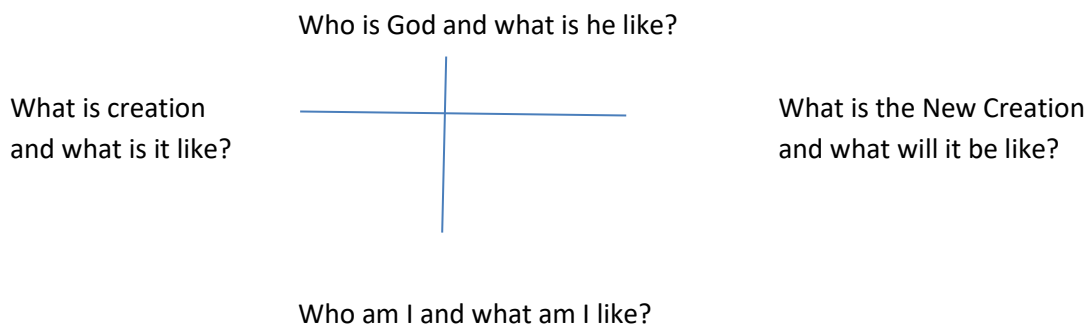 Who is God and what is he like?
What is creation
and what is it like?
What is the New Creation
and what will it be like?
Who am I and what am I like?